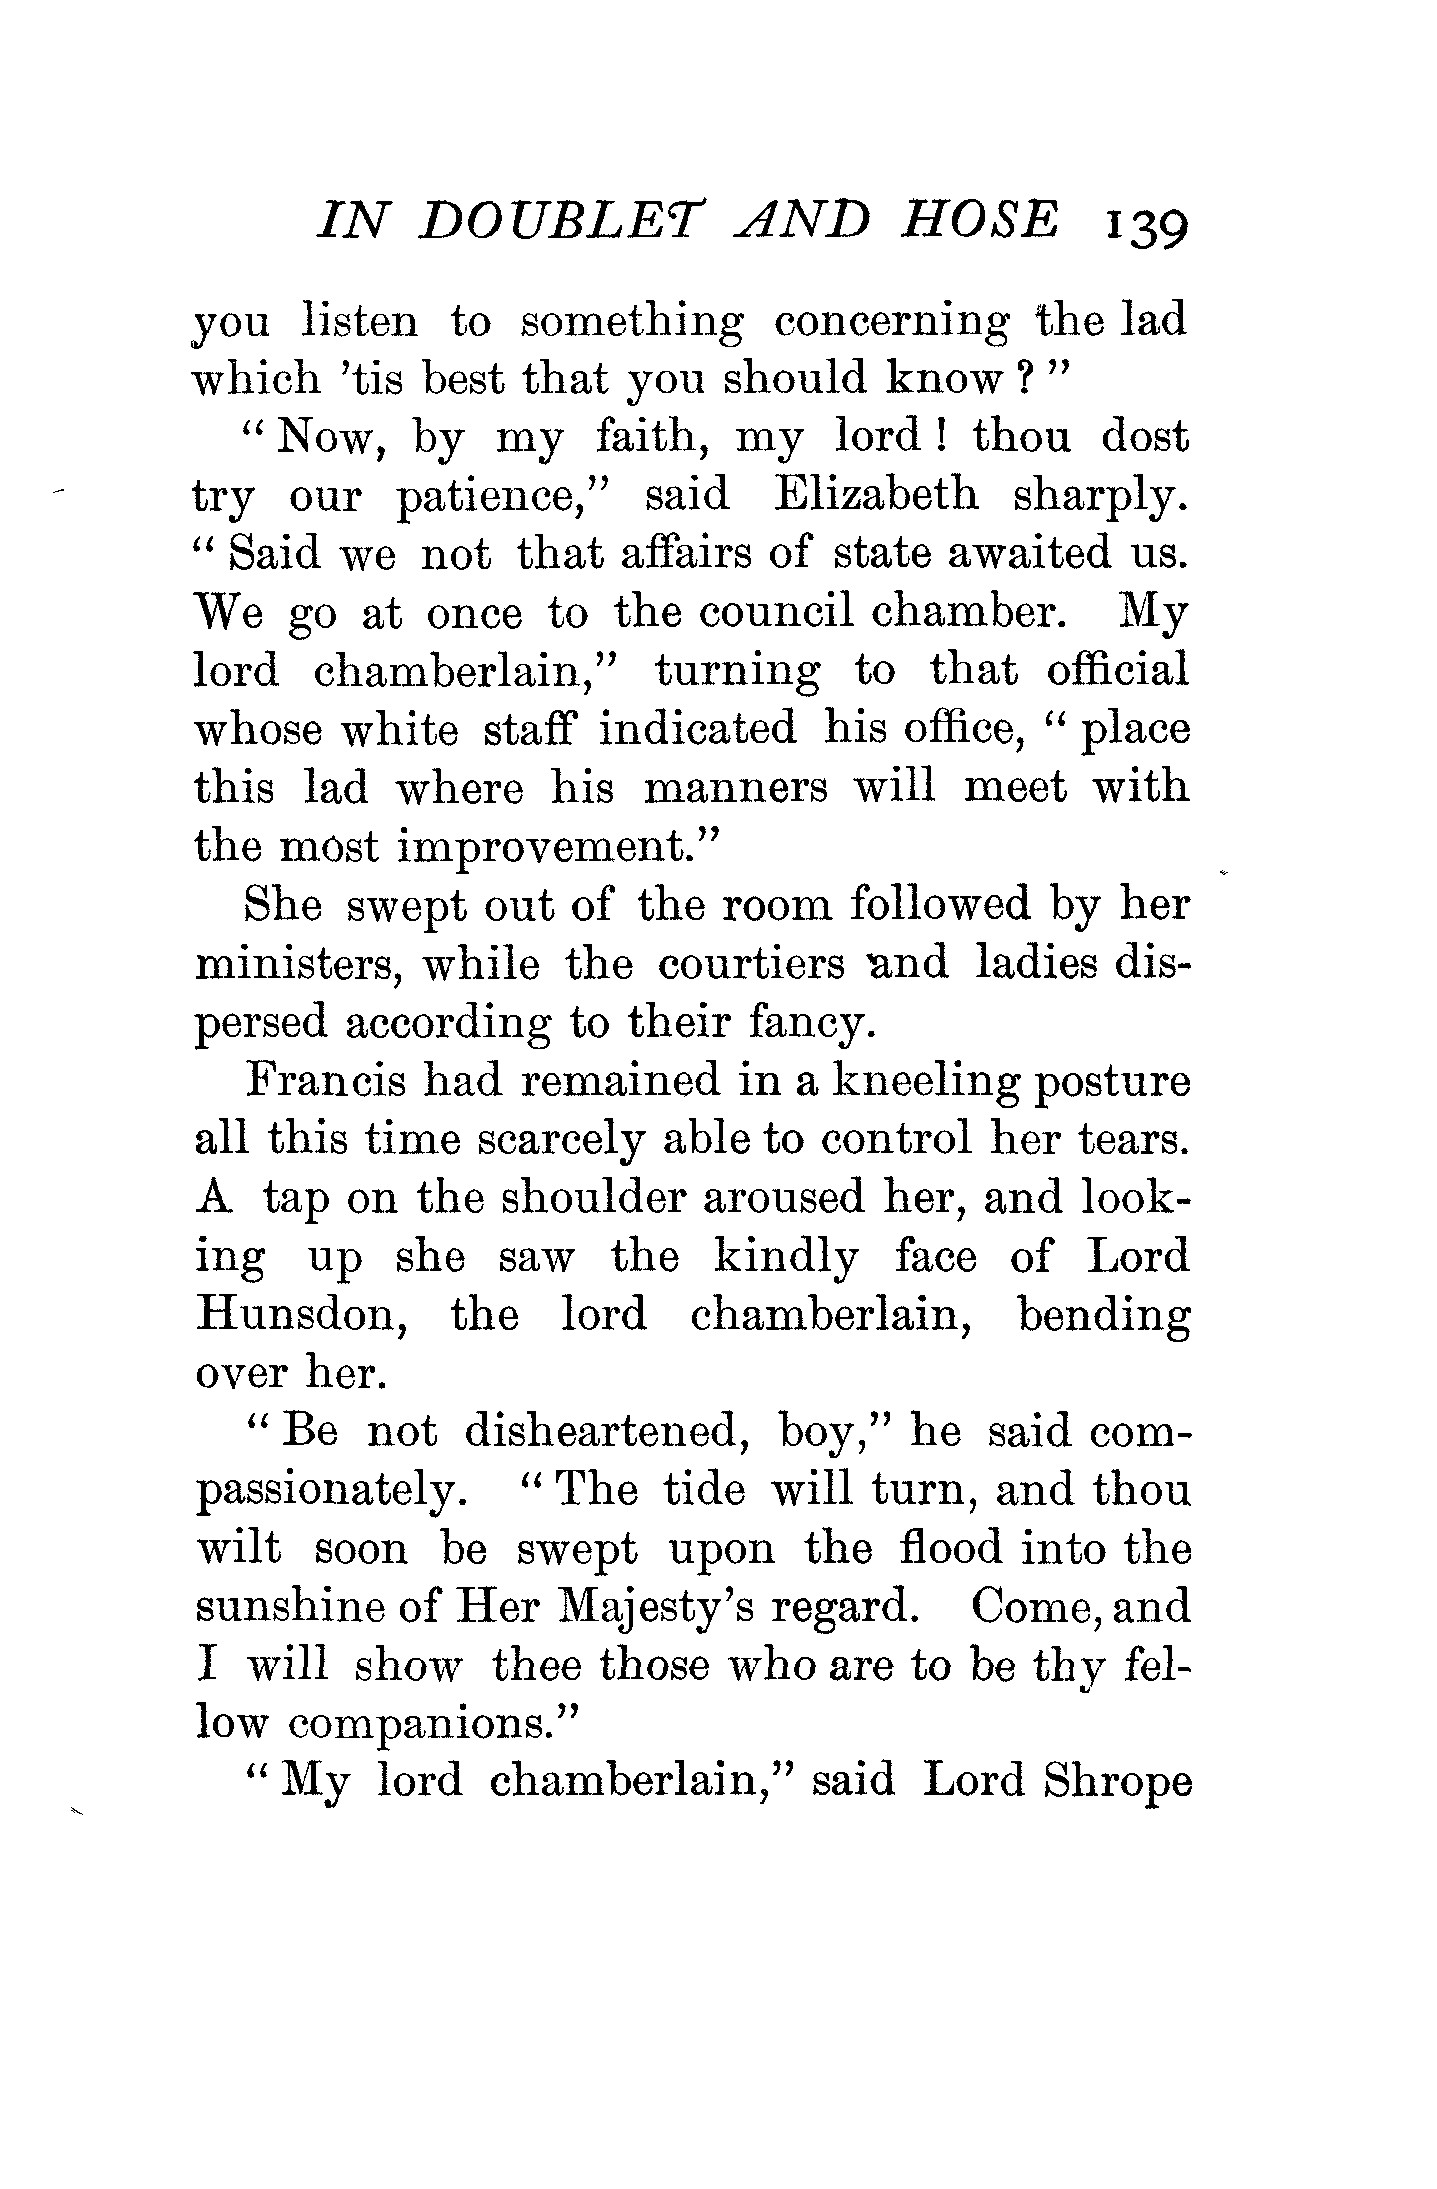 IN DOUBLET AND HOSE 139
you listen to something concerning the lad
which 'tis best that you should know ? ”
“ Now, by my faith, my lord ! thou dost
try our patience,” said Elizabeth sharply.
“ Said we not that affairs of state awaited us.
We go at once to the council chamber. My
lord chamberlain,” turning to that official
whose white staff indicated his office, “ place
this lad where his manners will meet with
the most improvement.”
She swept out of the room followed by her
ministers, while the courtiers and ladies dis-
persed according to their fancy.
Francis had remained in a kneeling posture
all this time scarcely able to control her tears.
A tap on the shoulder aroused her, and look-
ing up she saw the kindly face of Lord
Hunsdon, the lord chamberlain, bending
over her.
“ Be not disheartened, boy,” he said com-
passionately. “ The tide will turn, and thou
wilt soon be swept upon the flood into the
sunshine of Her Majesty's regard. Come, and
I will show thee those who are to be thy fel-
low companions.”
“ My lord chamberlain,” said Lord Shrope